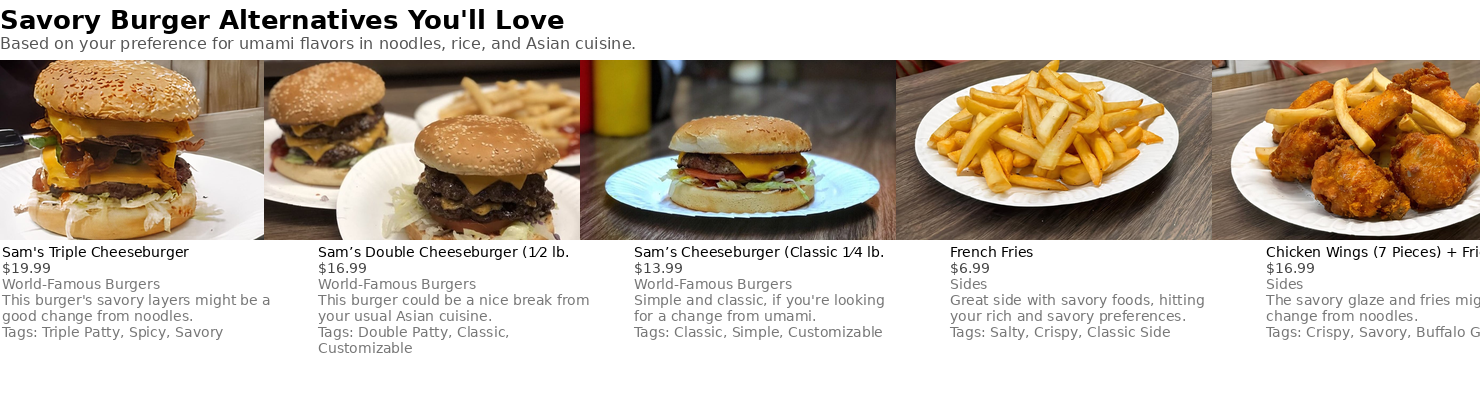 Savory Burger Alternatives You'll Love
Based on your preference for umami flavors in noodles, rice, and Asian cuisine.
Sam's Triple Cheeseburger
$19.99
World-Famous Burgers
This burger's savory layers might be a
good change from noodles.
Tags: Triple Patty, Spicy, Savory
Sam’s Double Cheeseburger (1⁄2 lb.
$16.99
World-Famous Burgers
This burger could be a nice break from
your usual Asian cuisine.
Tags: Double Patty, Classic,
Customizable
Sam’s Cheeseburger (Classic 1⁄4 lb.
$13.99
World-Famous Burgers
Simple and classic, if you're looking
for a change from umami.
Tags: Classic, Simple, Customizable
French Fries
$6.99
Sides
Great side with savory foods, hitting
your rich and savory preferences.
Tags: Salty, Crispy, Classic Side
Chicken Wings (7 Pieces) +
$16.99
Sides
The savory glaze and fries
change from noodles.
Tags: Crispy, Savory, Buffalo